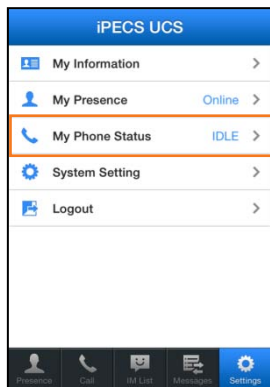 iPECS UCS
My Information
My Presence Online
My Phone Status IDLE
System Setting
Logout
Presence Call IM List Messages Settings